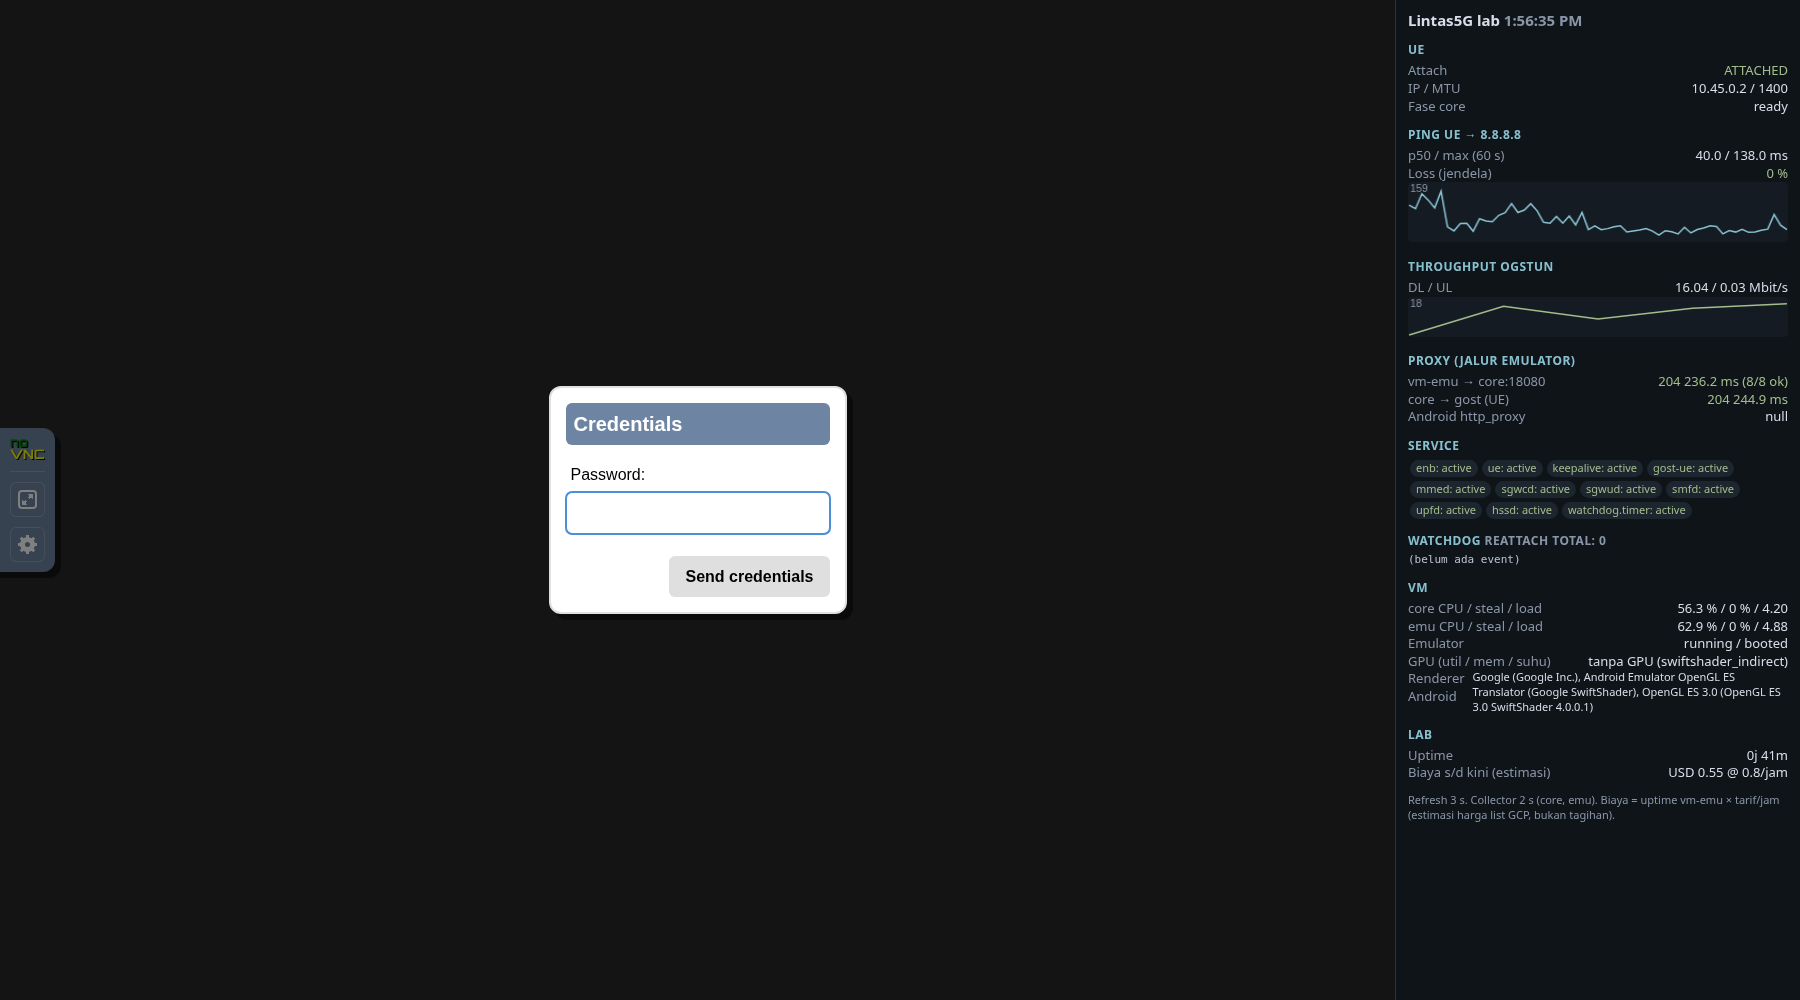 Lintas5G lab 1:56:35 PM
UE
Attach ATTACHED
IP / MTU 10.45.0.2 / 1400
Fase core ready
PING UE → 8.8.8.8
p50 / max (60 s) 40.0 / 138.0 ms
Loss (jendela) 0 %
159
THROUGHPUT OGSTUN
DL / UL 16.04 / 0.03 Mbit/s
18
PROXY (JALUR EMULATOR)
vm-emu → core:18080 204 236.2 ms (8/8 ok)
core → gost (UE) 204 244.9 ms
Android http_proxy null
SERVICE
enb: active ue: active keepalive: active gost-ue: active
mmed: active sgwcd: active sgwud: active smfd: active
upfd: active hssd: active watchdog.timer: active
WATCHDOG REATTACH TOTAL: 0
(belum ada event)
VM
core CPU / steal / load 56.3 % / 0 % / 4.20
emu CPU / steal / load 62.9 % / 0 % / 4.88
Emulator running / booted
GPU (util / mem / suhu) tanpa GPU (swiftshader_indirect)
Renderer Android
Google (Google Inc.), Android Emulator OpenGL ES
Translator (Google SwiftShader), OpenGL ES 3.0 (OpenGL ES
3.0 SwiftShader 4.0.0.1)
LAB
Uptime 0j 41m
Biaya s/d kini (estimasi) USD 0.55 @ 0.8/jam
Refresh 3 s. Collector 2 s (core, emu). Biaya = uptime vm-emu × tarif/jam
(estimasi harga list GCP, bukan tagihan).
no
VNC
Credentials
Password:
Send credentials